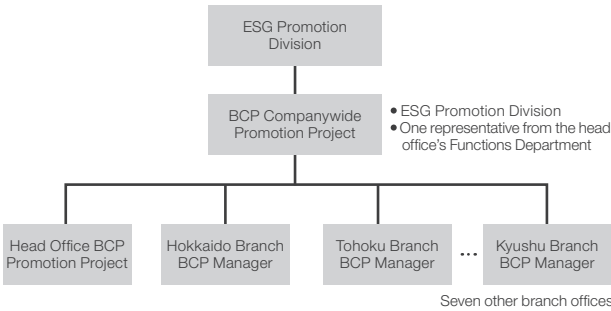 ESG Promotion
Division
BCP Companywide
Promotion Project
• ESG Promotion Division
• One representative from the head
office's Functions Department
Head Office BCP
Promotion Project
Hokkaido Branch
BCP Manager
Tohoku Branch
BCP Manager
...
Kyushu Branch
BCP Manager
Seven other branch offices